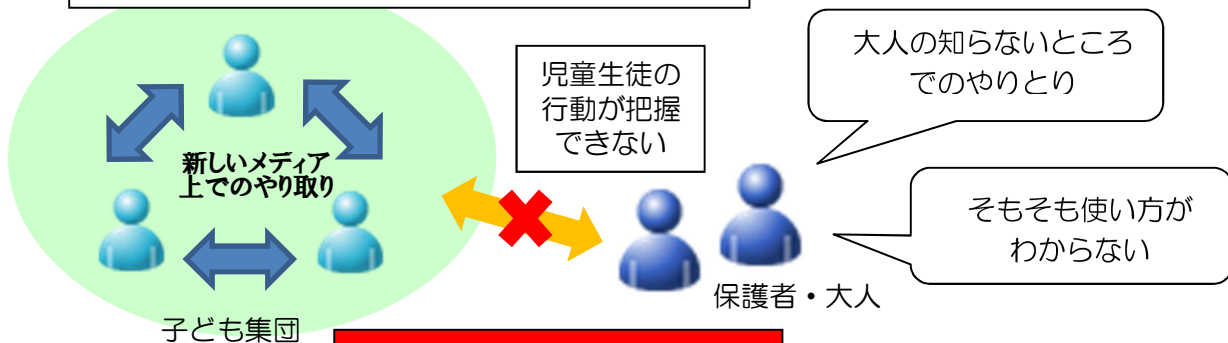 大人の知らないところ
でのやりとり
児童生徒の
行動が把握
できない
新しいメディア
上でのやり取り
そもそも使い方が
わからない
保護者・大人
子ども集団